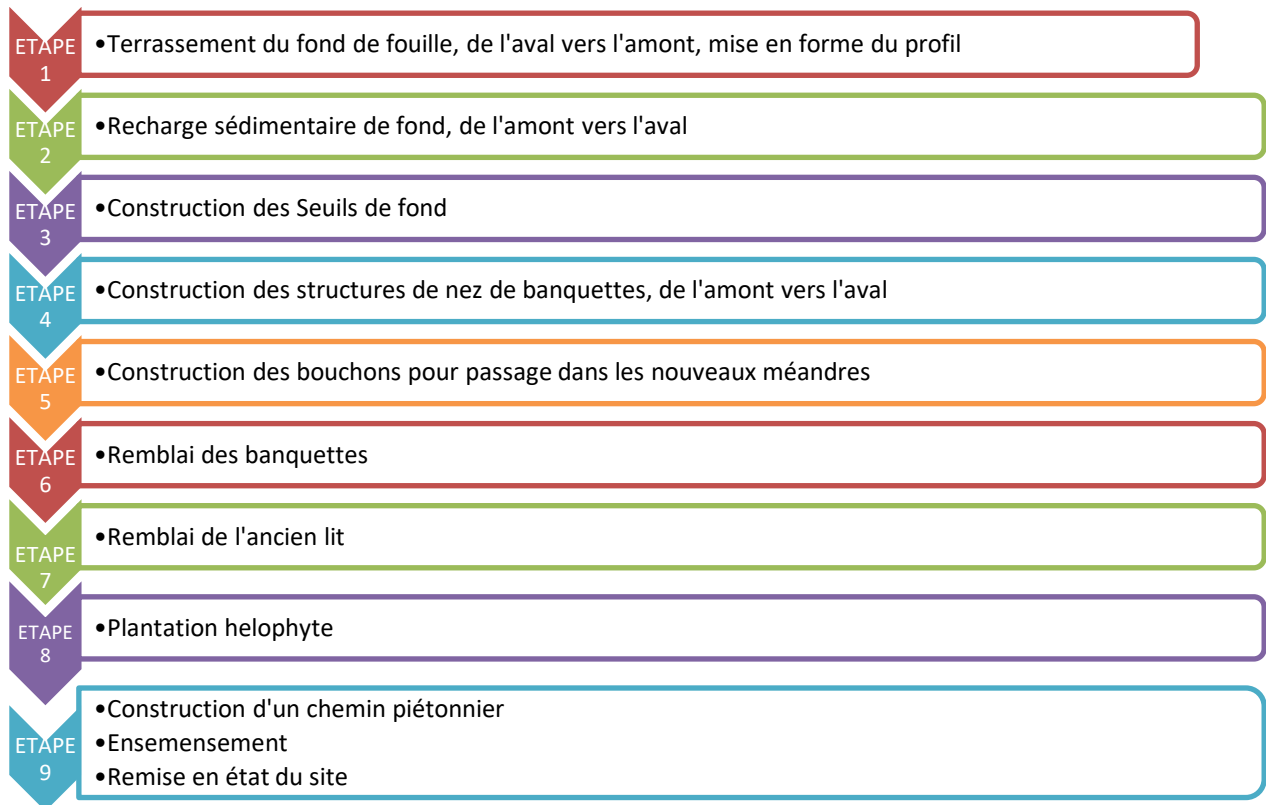 ETAPE
1
•Terrassement du fond de fouille, de l'aval vers l'amont, mise en forme du profil
ETAPE
2
•Recharge sédimentaire de fond, de l'amont vers l'aval
ETAPE
3
•Construction des Seuils de fond
ETAPE
4
•Construction des structures de nez de banquettes, de l'amont vers l'aval
ETAPE
5
•Construction des bouchons pour passage dans les nouveaux méandres
ETAPE
6
•Remblai des banquettes
ETAPE
7
•Remblai de l'ancien lit
ETAPE
8
•Plantation helophyte
ETAPE
9
•Construction d'un chemin piétonnier
•Ensemensement
•Remise en état du site